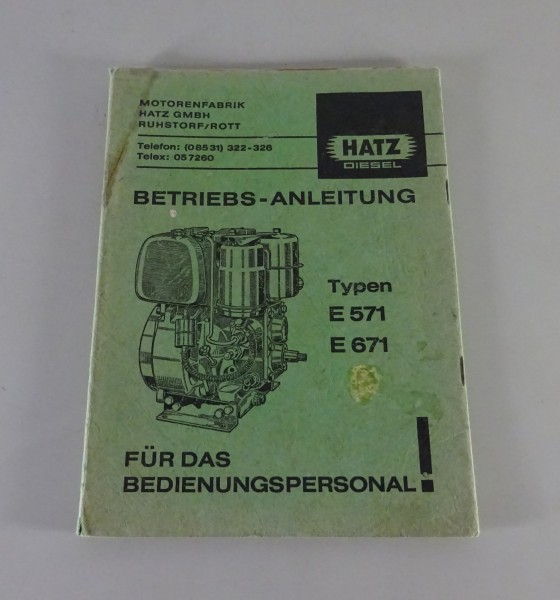 MOTORENFABRIK
HATZ GMBH
RUHSTORF/ROTT
Telefon: (08531) 322-326
Telex: 057260
HATZ
DIESEL
BETRIEBS-ANLEITUNG
Typen
E 571
E 671
FÜR DAS
BEDIENUNGSPERSONAL!